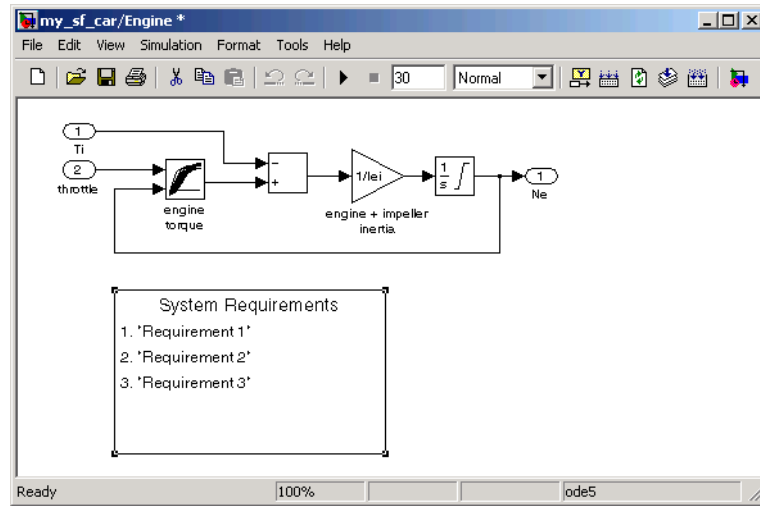 my_sf_car/Engine *
File Edit View Simulation Format Tools Help
30 Normal
1
Ti
2
throttle
engine
torque
−
+
1/Iei
engine + impeller
inertia
1
s
1
Ne
System Requirements
1. "Requirement 1"
2. "Requirement 2"
3. "Requirement 3"
Ready 100% ode5